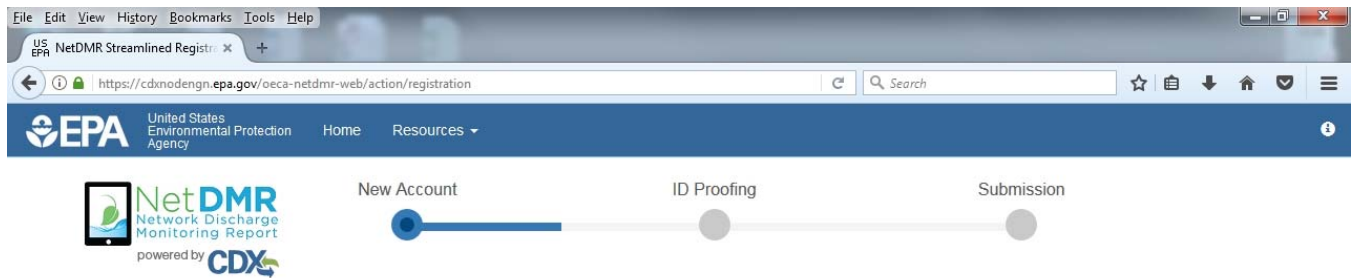 File Edit View History Bookmarks Tools Help
US EPA NetDMR Streamlined Registr
https://cdxnodengn.epa.gov/oeca-netdmr-web/action/registration
Search
EPA
United States
Environmental Protection
Agency
Home Resources
New Account ID Proofing Submission
NetDMR
Network Discharge
Monitoring Report
powered by CDX